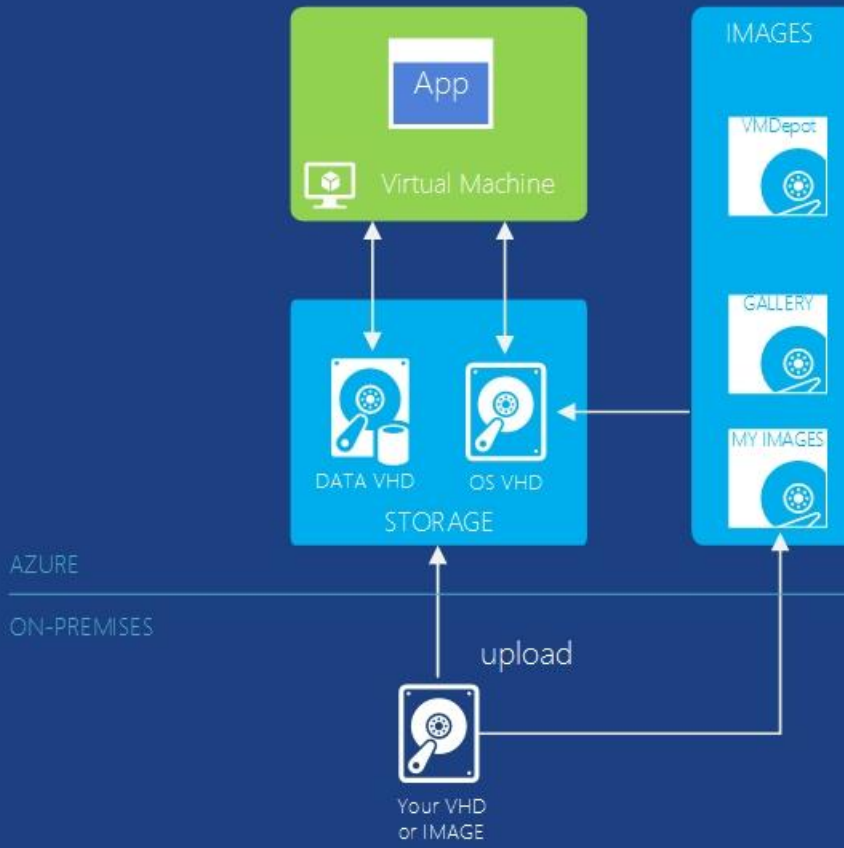 App
Virtual Machine
IMAGES
VMDepot
GALLERY
MY IMAGES
DATA VHD
OS VHD
STORAGE
AZURE
ON-PREMISES
upload
Your VHD
or IMAGE